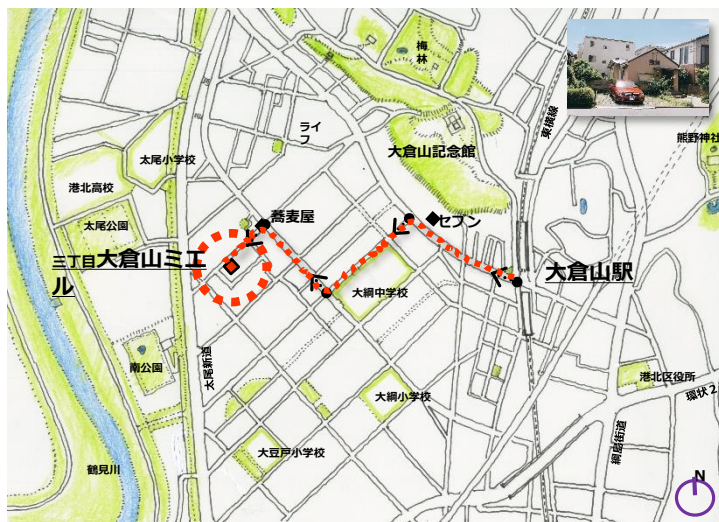 梅林
東横線
ライ
フ
大倉山記念館
熊野神社
太尾小学校
港北高校
太尾公園
蕎麦屋
セブン
三丁目大倉山ミエ
ル
大倉山駅
大綱中学校
南公園
太尾新道
大綱小学校
港北区役所
環状2
綱島街道
大豆戸小学校
鶴見川
N